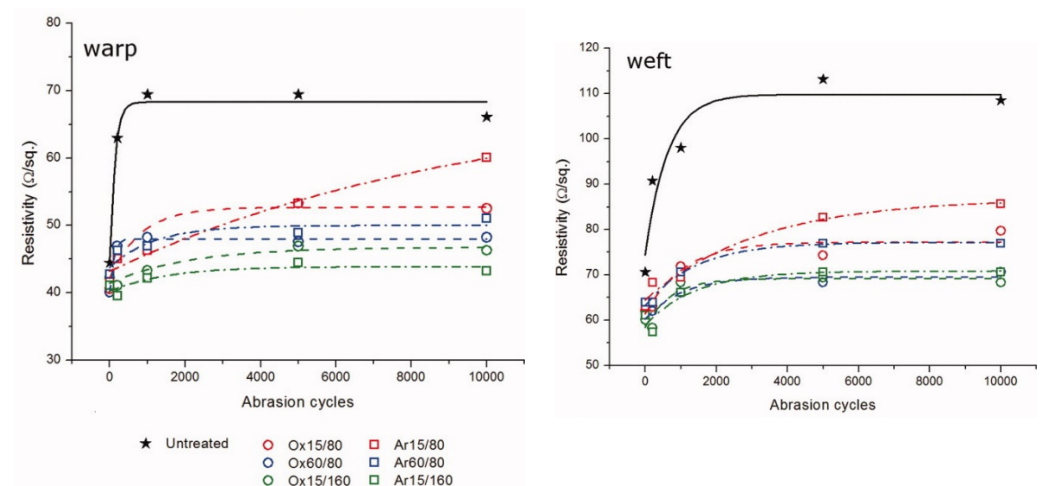 warp
80
70
60
50
40
30
Resistivity (Ω/sq.)
0 2000 4000 6000 8000 10000
Abrasion cycles
weft
120
110
100
90
80
70
60
50
Resistivity (Ω/sq.)
0 2000 4000 6000 8000 10000
Abrasion cycles
Untreated Ox15/80 Ar15/80
Ox60/80 Ar60/80
Ox15/160 Ar15/160